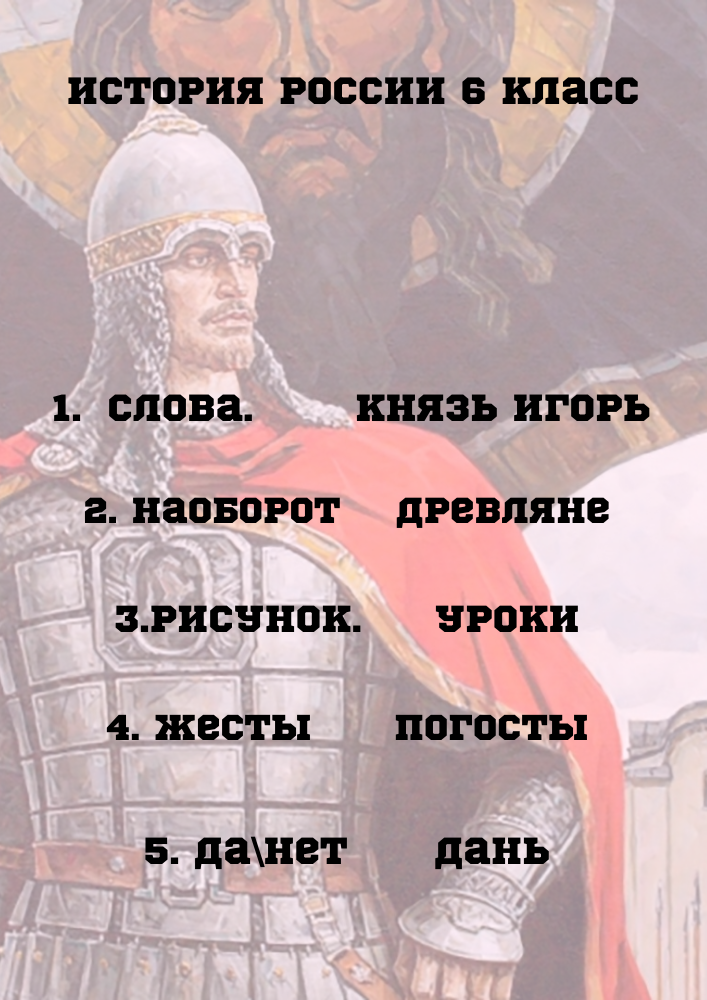 ИСТОРИЯ РОССИИ 6 КЛАСС
1. СЛОВА. КНЯЗЬ ИГОРЬ
2. НАОБОРОТ ДРЕВЛЯНЕ
3.РИСУНОК. УРОКИ
4. ЖЕСТЫ ПОГОСТЫ
5. ДА\НЕТ ДАНЬ